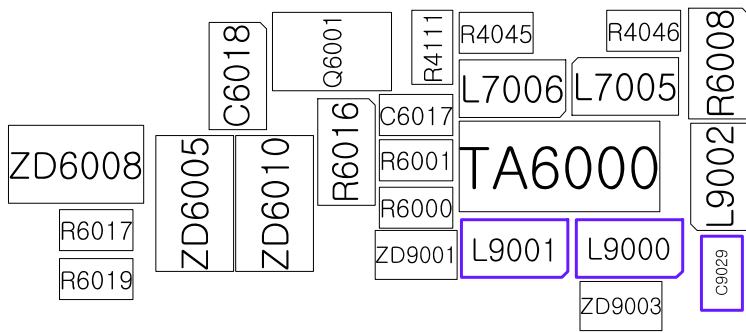 C6018
Q6001
R4111
R4045
R4046
R6008
L7006
L7005
R6016
C6017
ZD6008
ZD6005
ZD6010
R6001
TA6000
L9002
R6017
R6000
R6019
ZD9001
L9001
L9000
C9029
ZD9003